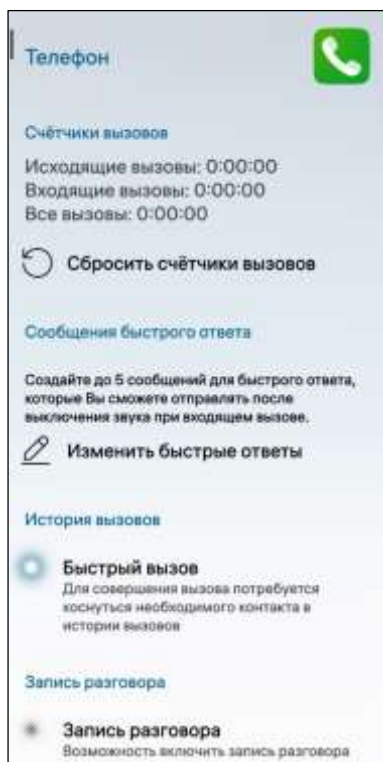 Телефон
Счётчики вызовов
Исходящие вызовы: 0:00:00
Входящие вызовы: 0:00:00
Все вызовы: 0:00:00
Сбросить счётчики вызовов
Сообщения быстрого ответа
Создайте до 5 сообщений для быстрого ответа,
которые Вы сможете отправлять после
выключения звука при входящем вызове.
Изменить быстрые ответы
История вызовов
Быстрый вызов
Для совершения вызова потребуется
коснуться необходимого контакта в
истории вызовов
Запись разговора
Запись разговора
Возможность включить запись разговора